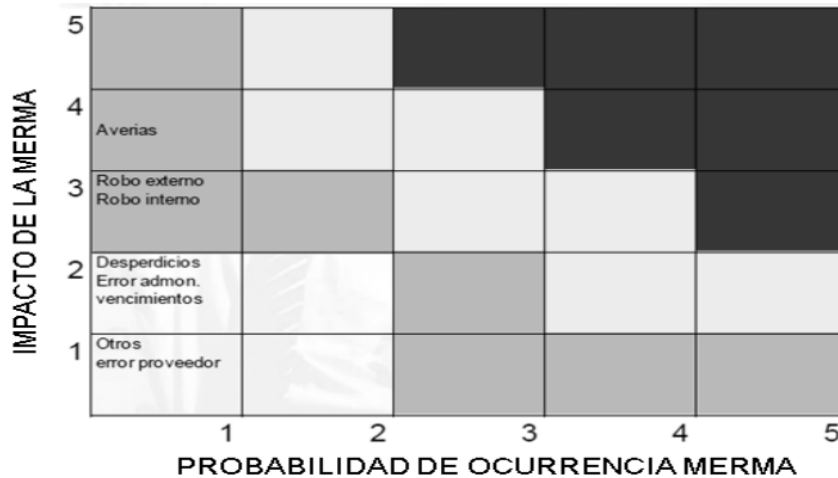 IMPACTO DE LA MERMA
5
4
Averias
3
Robo externo
Robo interno
2
Desperdicios
Error admon.
vencimientos
1
Otros
error proveedor
1 2 3 4 5
PROBABILIDAD DE OCURRENCIA MERMA